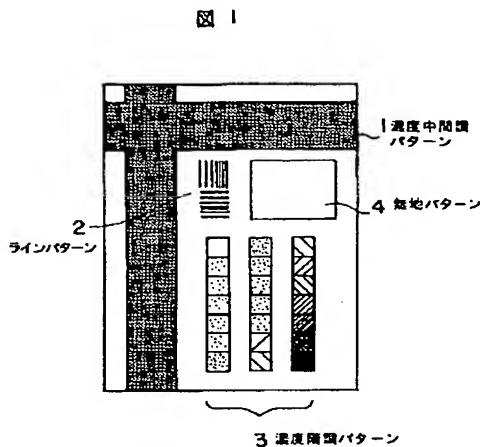 図 1
1 濃度中間調
パターン
2
ラインパターン
4 無地パターン
3 濃度階調パターン